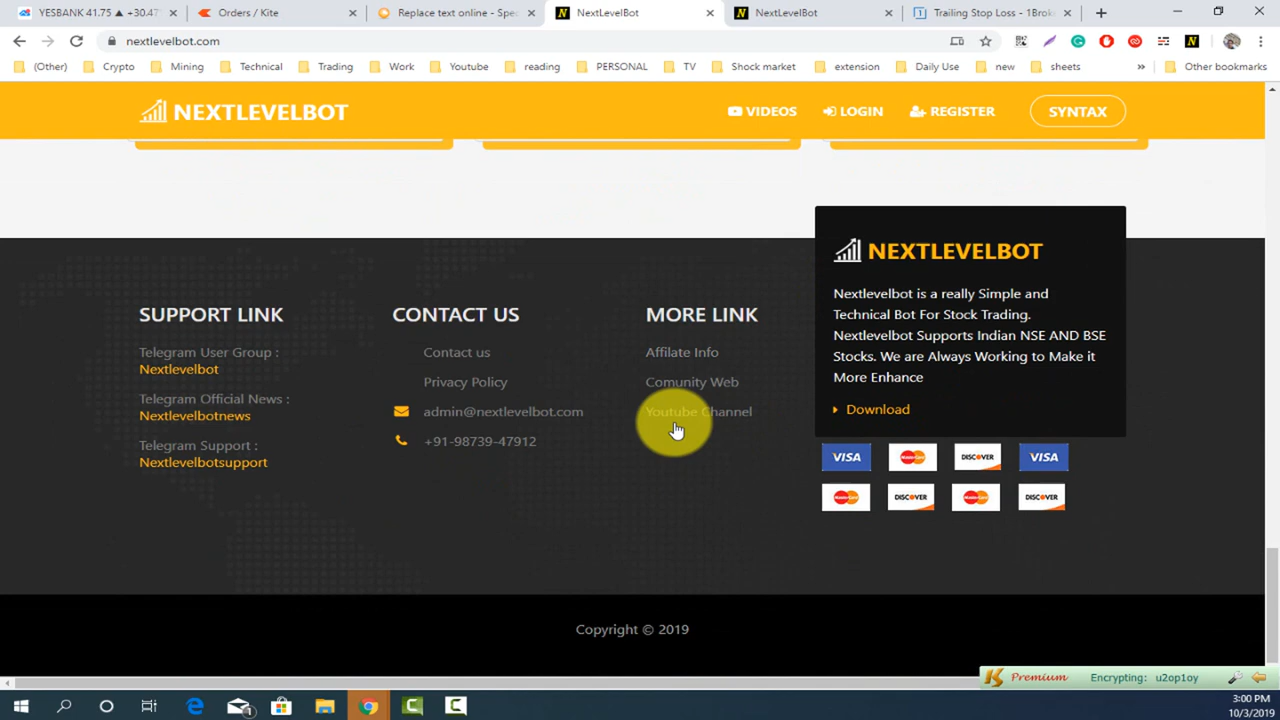 YESBANK 41.75 ▲ +30.47
Orders / Kite
Replace text online - Spe
NextLevelBot
NextLevelBot
Trailing Stop Loss - 1Brok
nextlevelbot.com
(Other)
Crypto
Mining
Technical
Trading
Work
Youtube
reading
PERSONAL
TV
Shock market
extension
Daily Use
new
sheets
»
Other bookmarks
NEXTLEVELBOT
VIDEOS
LOGIN
REGISTER
SYNTAX
SUPPORT LINK
Telegram User Group :
Nextlevelbot
Telegram Official News :
Nextlevelbotnews
Telegram Support :
Nextlevelbotsupport
CONTACT US
Contact us
Privacy Policy
admin@nextlevelbot.com
+91-98739-47912
MORE LINK
Affilate Info
Comunity Web
Youtube Channel
NEXTLEVELBOT
Nextlevelbot is a really Simple and
Technical Bot For Stock Trading.
Nextlevelbot Supports Indian NSE AND BSE
Stocks. We are Always Working to Make it
More Enhance
Download
VISA
MasterCard
DISCOVER
VISA
MasterCard
DISCOVER
MasterCard
DISCOVER
Copyright © 2019
Premium
Encrypting: u2op1oy
3:00 PM
10/3/2019